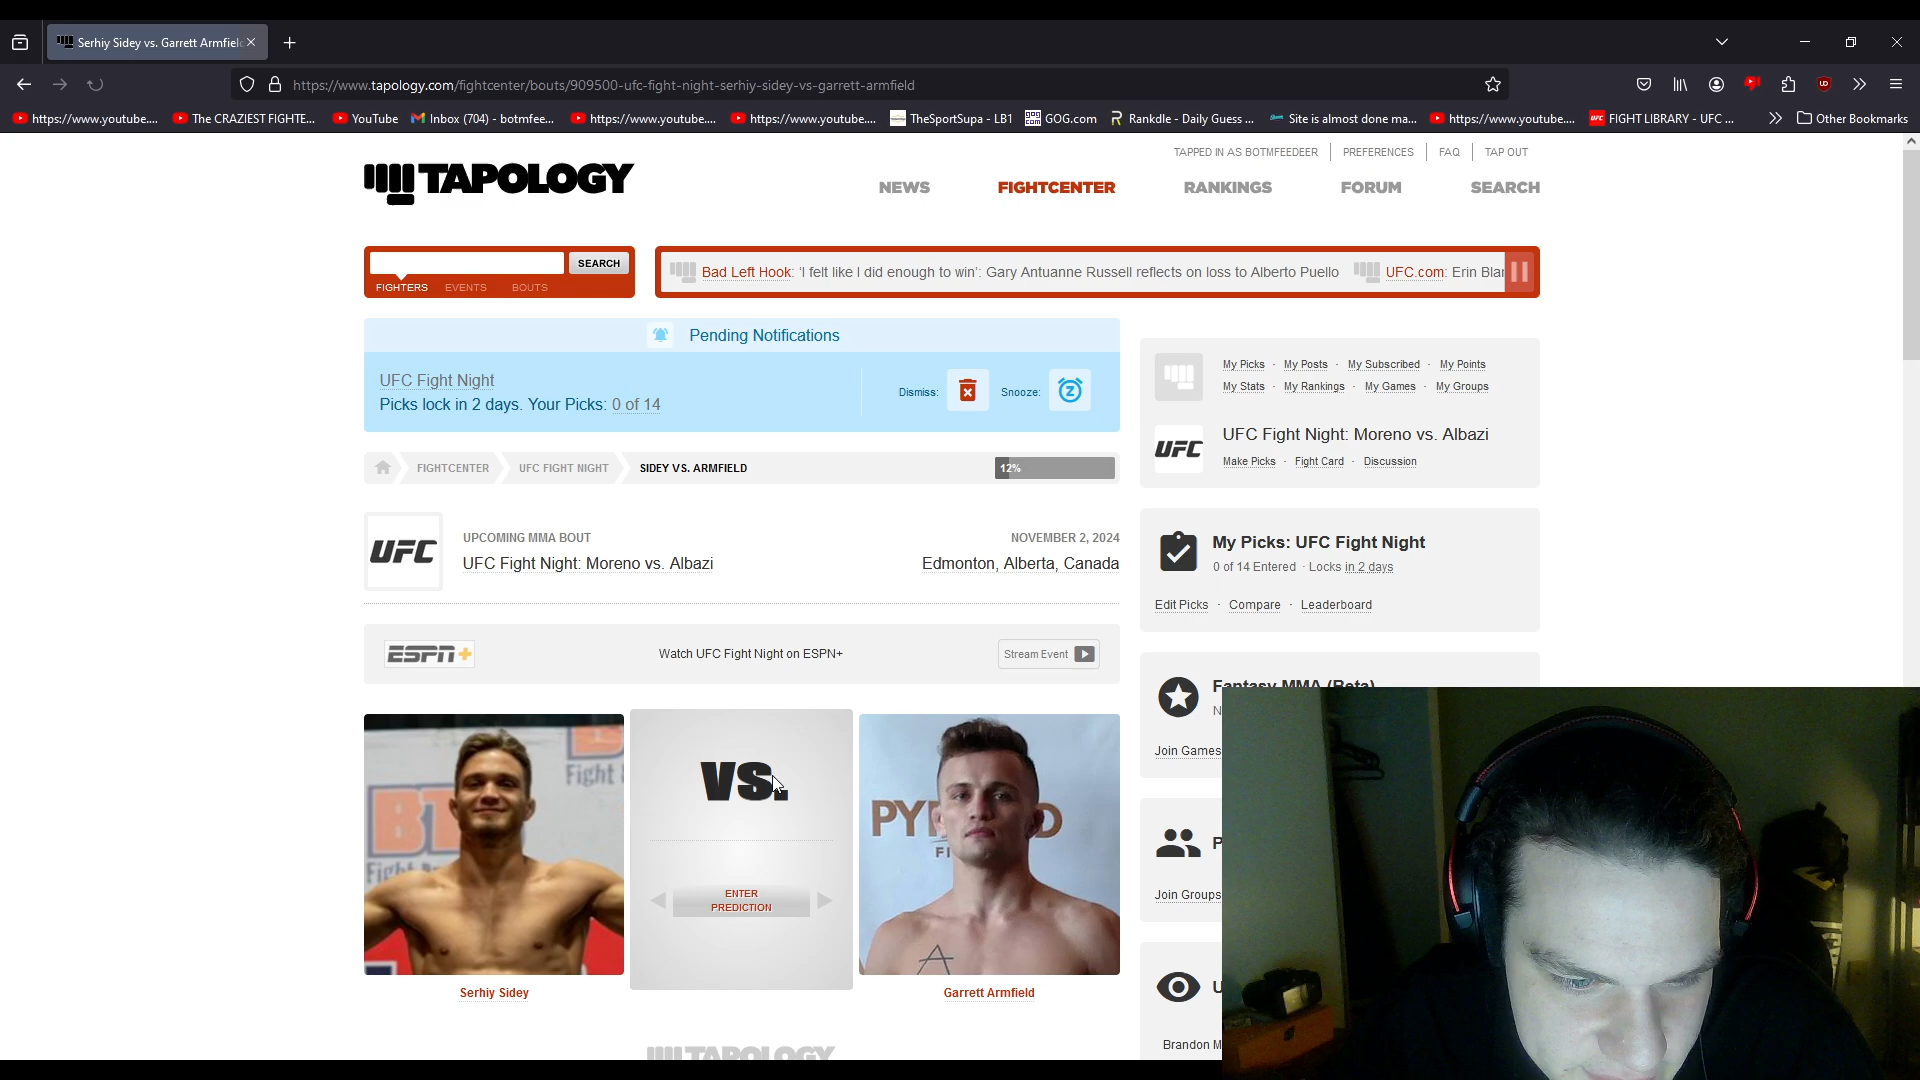 Serhiy Sidey vs. Garrett Armfiel
https://www.tapology.com/fightcenter/bouts/909500-ufc-fight-night-serhiy-sidey-vs-garrett-armfield
https://www.youtube.... The CRAZIEST FIGHTE... YouTube Inbox (704) - botmfee... https://www.youtube.... https://www.youtube.... TheSportSupa - LB1 GOG.com Rankdle - Daily Guess ... Site is almost done ma... https://www.youtube.... FIGHT LIBRARY - UFC ... Other Bookmarks
TAPPED IN AS BOTMFEEDEER PREFERENCES FAQ TAP OUT
TAPOLOGY
NEWS FIGHTCENTER RANKINGS FORUM SEARCH
SEARCH
FIGHTERS EVENTS BOUTS
Bad Left Hook: 'I felt like I did enough to win': Gary Antuanne Russell reflects on loss to Alberto Puello UFC.com: Erin Blan
Pending Notifications
UFC Fight Night
Picks lock in 2 days. Your Picks: 0 of 14
Dismiss: Snooze:
FIGHTCENTER UFC FIGHT NIGHT SIDEY VS. ARMFIELD 12%
UFC
UPCOMING MMA BOUT
UFC Fight Night: Moreno vs. Albazi
NOVEMBER 2, 2024
Edmonton, Alberta, Canada
ESPN+ Watch UFC Fight Night on ESPN+ Stream Event
Fight
VS.
ENTER
PREDICTION
Serhiy Sidey
Garrett Armfield
TAPOLOGY
My Picks · My Posts · My Subscribed · My Points
My Stats · My Rankings · My Games · My Groups
UFC
UFC Fight Night: Moreno vs. Albazi
Make Picks · Fight Card · Discussion
My Picks: UFC Fight Night
0 of 14 Entered · Locks in 2 days
Edit Picks · Compare · Leaderboard
Fantasy MMA (Beta)
N
Join Games
P
Join Groups
U
Brandon M